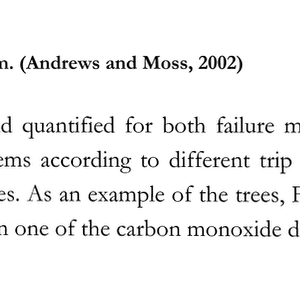 m. (Andrews and Moss, 2002)
d quantified for both failure m
ems according to different trip
es. As an example of the trees, F
n one of the carbon monoxide d